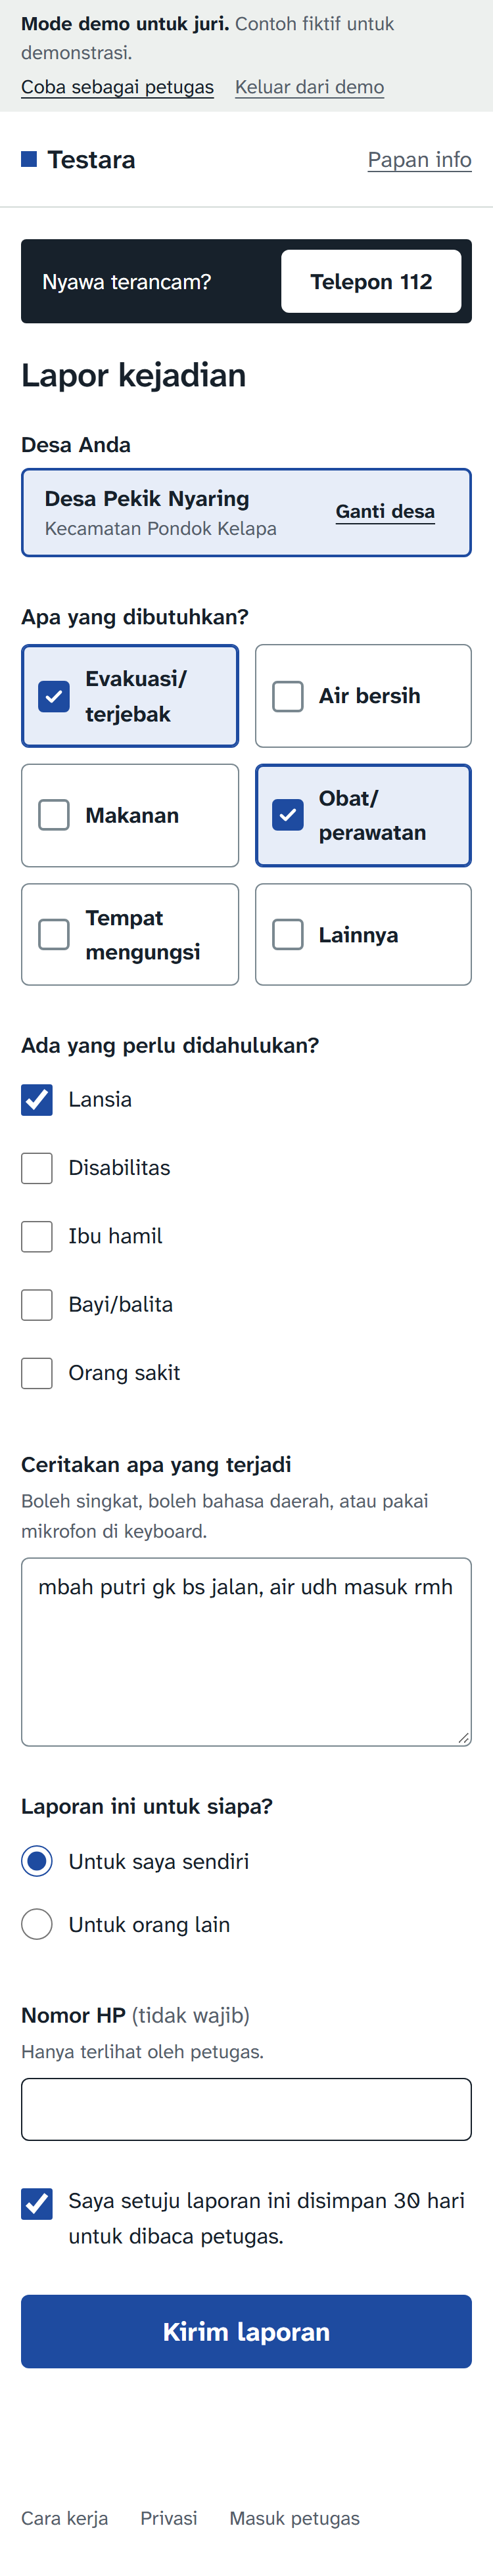 Mode demo untuk juri. Contoh fiktif untuk
demonstrasi.
Coba sebagai petugas Keluar dari demo
Testara Papan info
Nyawa terancam? Telepon 112
Lapor kejadian
Desa Anda
Desa Pekik Nyaring
Kecamatan Pondok Kelapa
Ganti desa
Apa yang dibutuhkan?
Evakuasi/
terjebak
Air bersih
Makanan
Obat/
perawatan
Tempat
mengungsi
Lainnya
Ada yang perlu didahulukan?
Lansia
Disabilitas
Ibu hamil
Bayi/balita
Orang sakit
Ceritakan apa yang terjadi
Boleh singkat, boleh bahasa daerah, atau pakai
mikrofon di keyboard.
mbah putri gk bs jalan, air udh masuk rmh
Laporan ini untuk siapa?
Untuk saya sendiri
Untuk orang lain
Nomor HP (tidak wajib)
Hanya terlihat oleh petugas.
Saya setuju laporan ini disimpan 30 hari
untuk dibaca petugas.
Kirim laporan
Cara kerja Privasi Masuk petugas